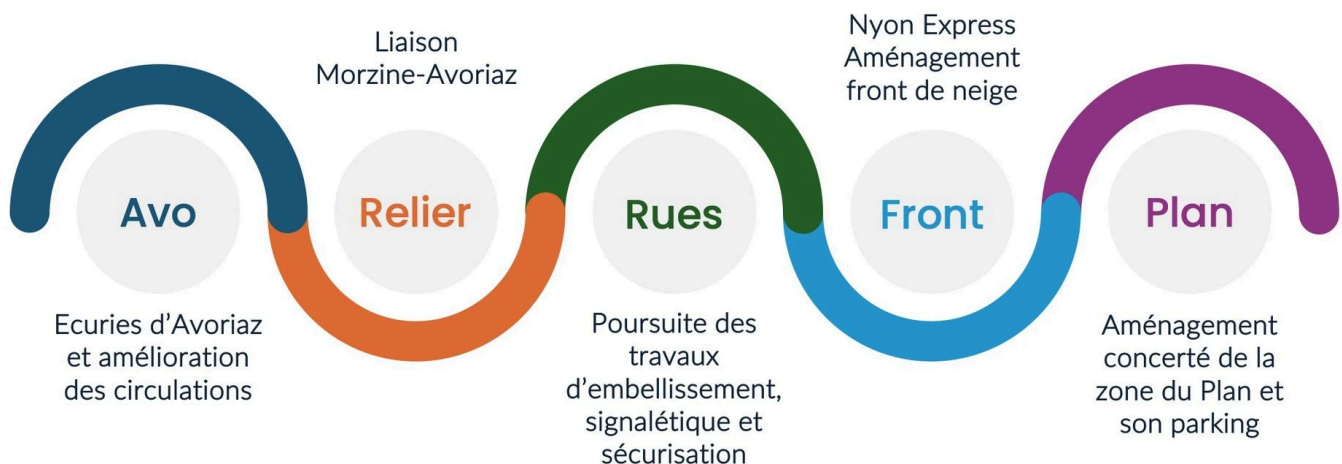 Avo
Ecuries d'Avoriaz
et amélioration
des circulations
Liaison
Morzine-Avoriaz
Relier
Rues
Poursuite des
travaux
d'embellissement,
signalétique et
sécurisation
Nyon Express
Aménagement
front de neige
Front
Plan
Aménagement
concerté de la
zone du Plan et
son parking